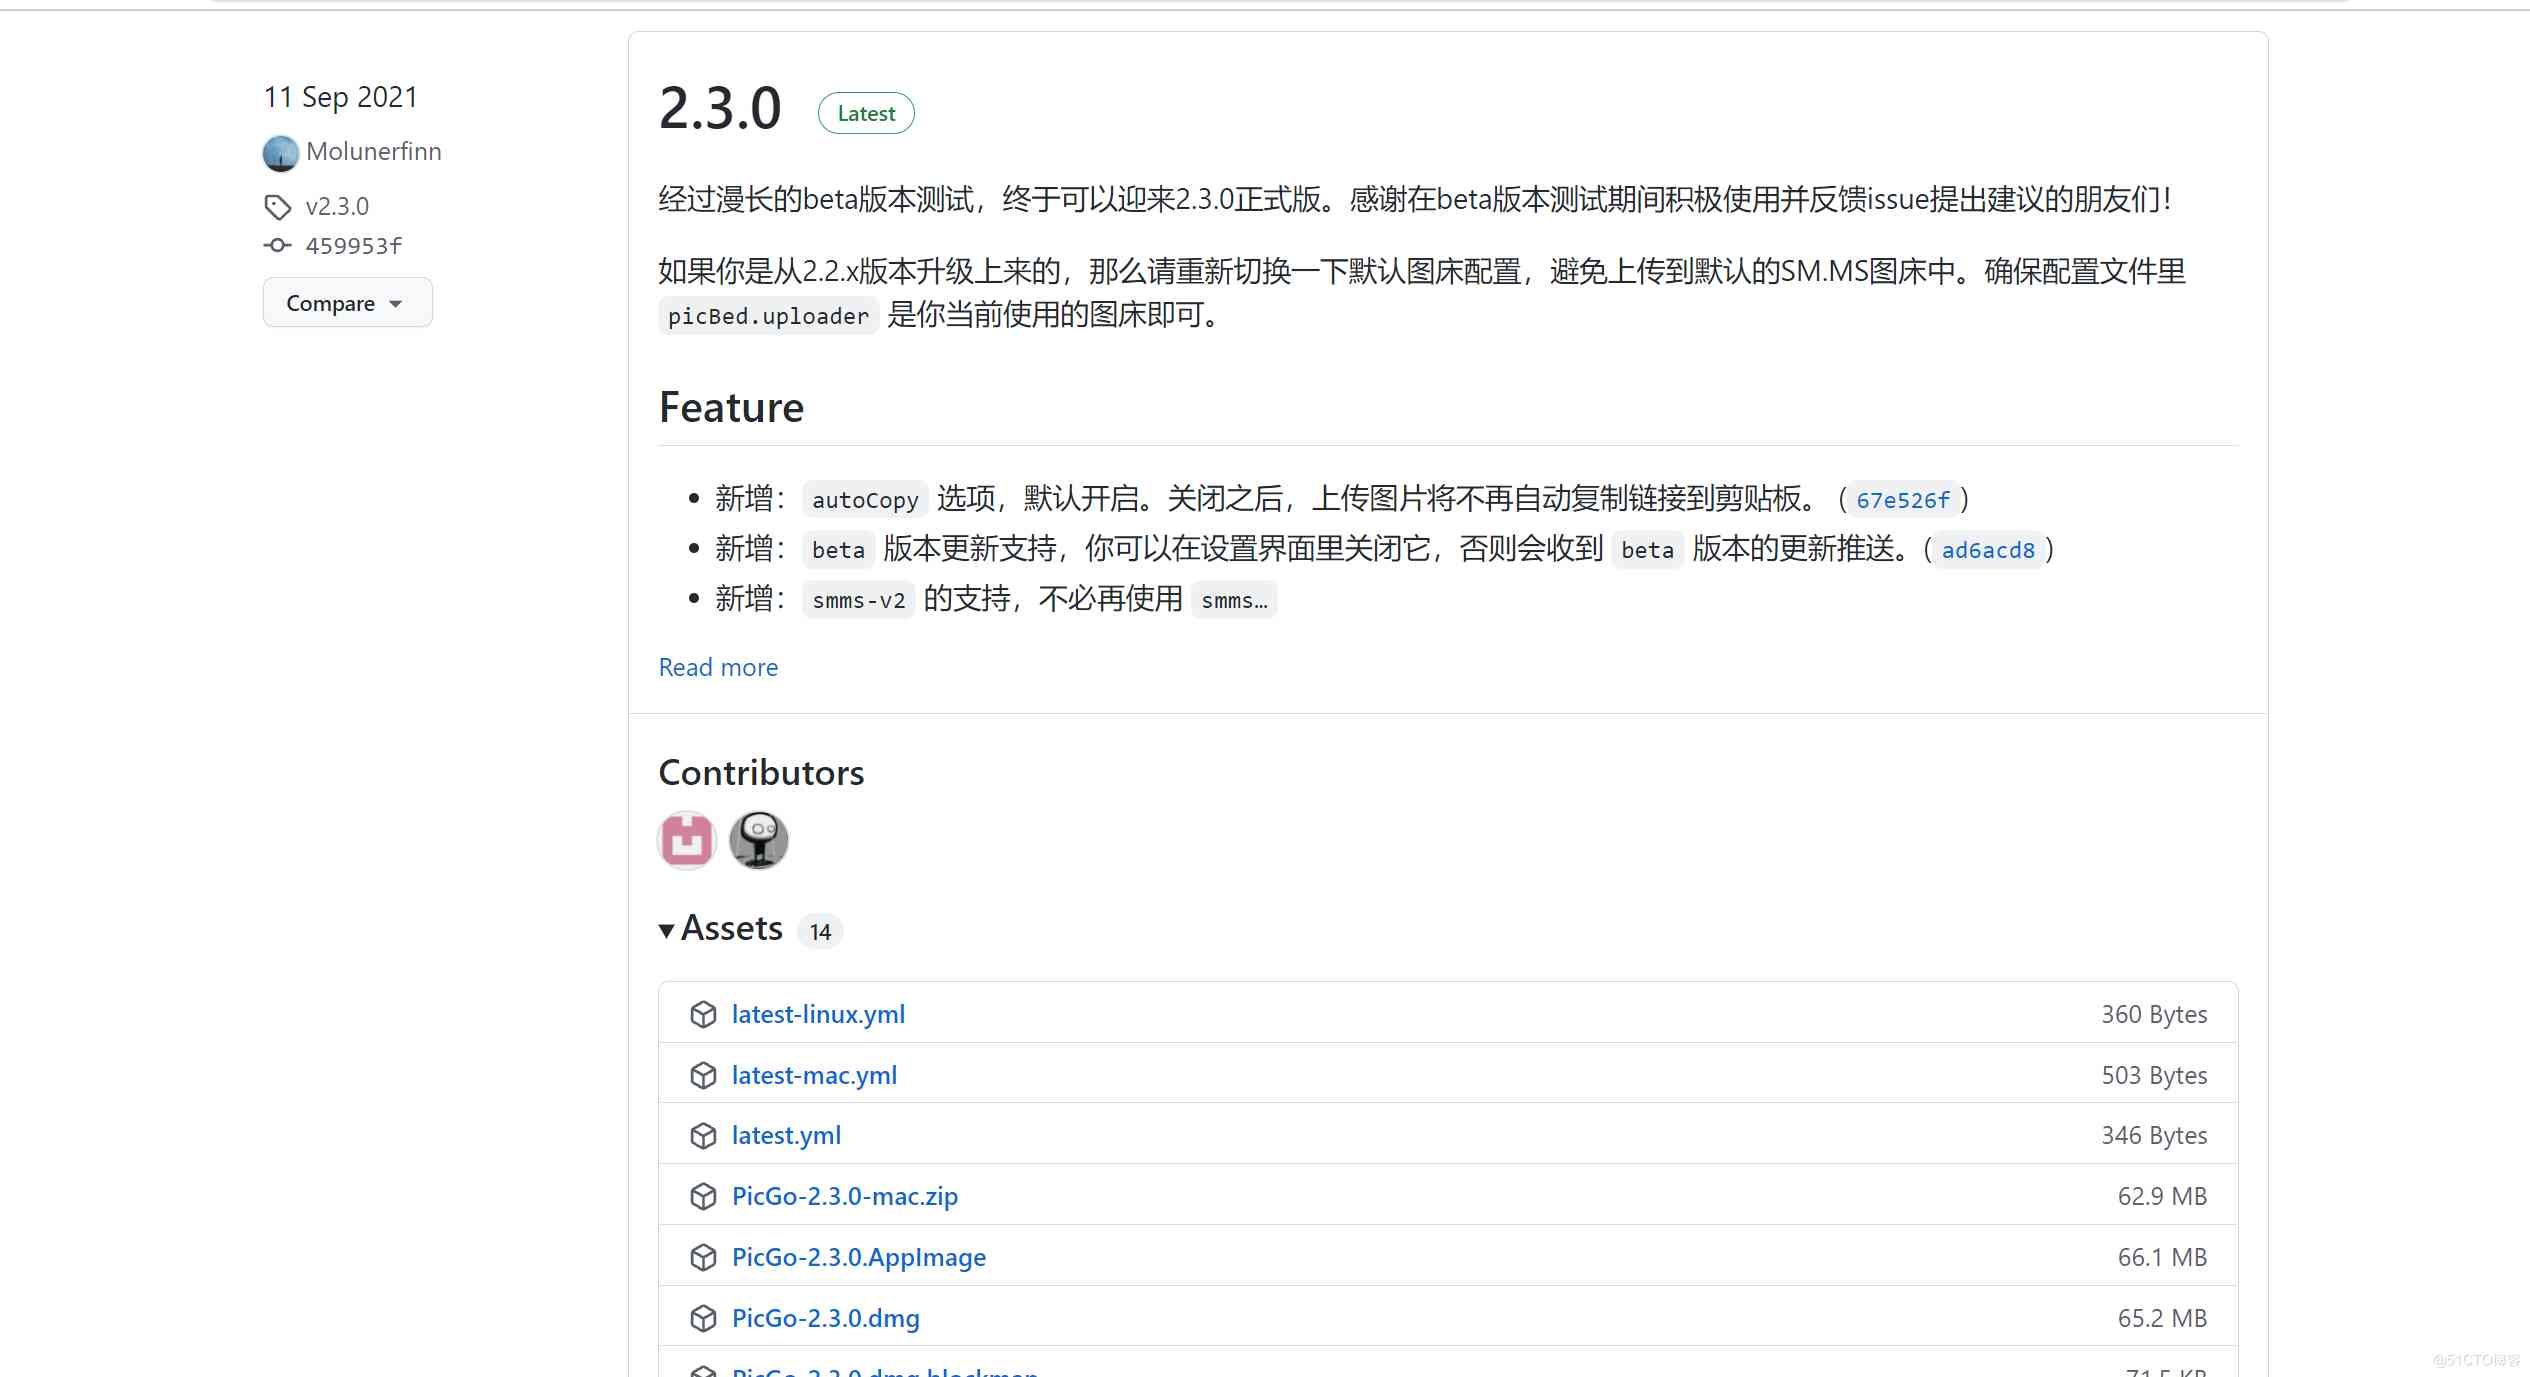 11 Sep 2021
Molunerfinn
v2.3.0
459953f
Compare
2.3.0 Latest
经过漫长的beta版本测试，终于可以迎来2.3.0正式版。感谢在beta版本测试期间积极使用并反馈issue提出建议的朋友们！
如果你是从2.2.x版本升级上来的，那么请重新切换一下默认图床配置，避免上传到默认的SM.MS图床中。确保配置文件里
picBed.uploader 是你当前使用的图床即可。
Feature
新增： autoCopy 选项，默认开启。关闭之后，上传图片将不再自动复制链接到剪贴板。 (67e526f)
新增： beta 版本更新支持，你可以在设置界面里关闭它，否则会收到 beta 版本的更新推送。(ad6acd8)
新增： smms-v2 的支持，不必再使用 smms…
Read more
Contributors
Assets 14
latest-linux.yml 360 Bytes
latest-mac.yml 503 Bytes
latest.yml 346 Bytes
PicGo-2.3.0-mac.zip 62.9 MB
PicGo-2.3.0.AppImage 66.1 MB
PicGo-2.3.0.dmg 65.2 MB
PicGo-2.3.0.dmg.blockmap 71.5 KB
@51CTO博客